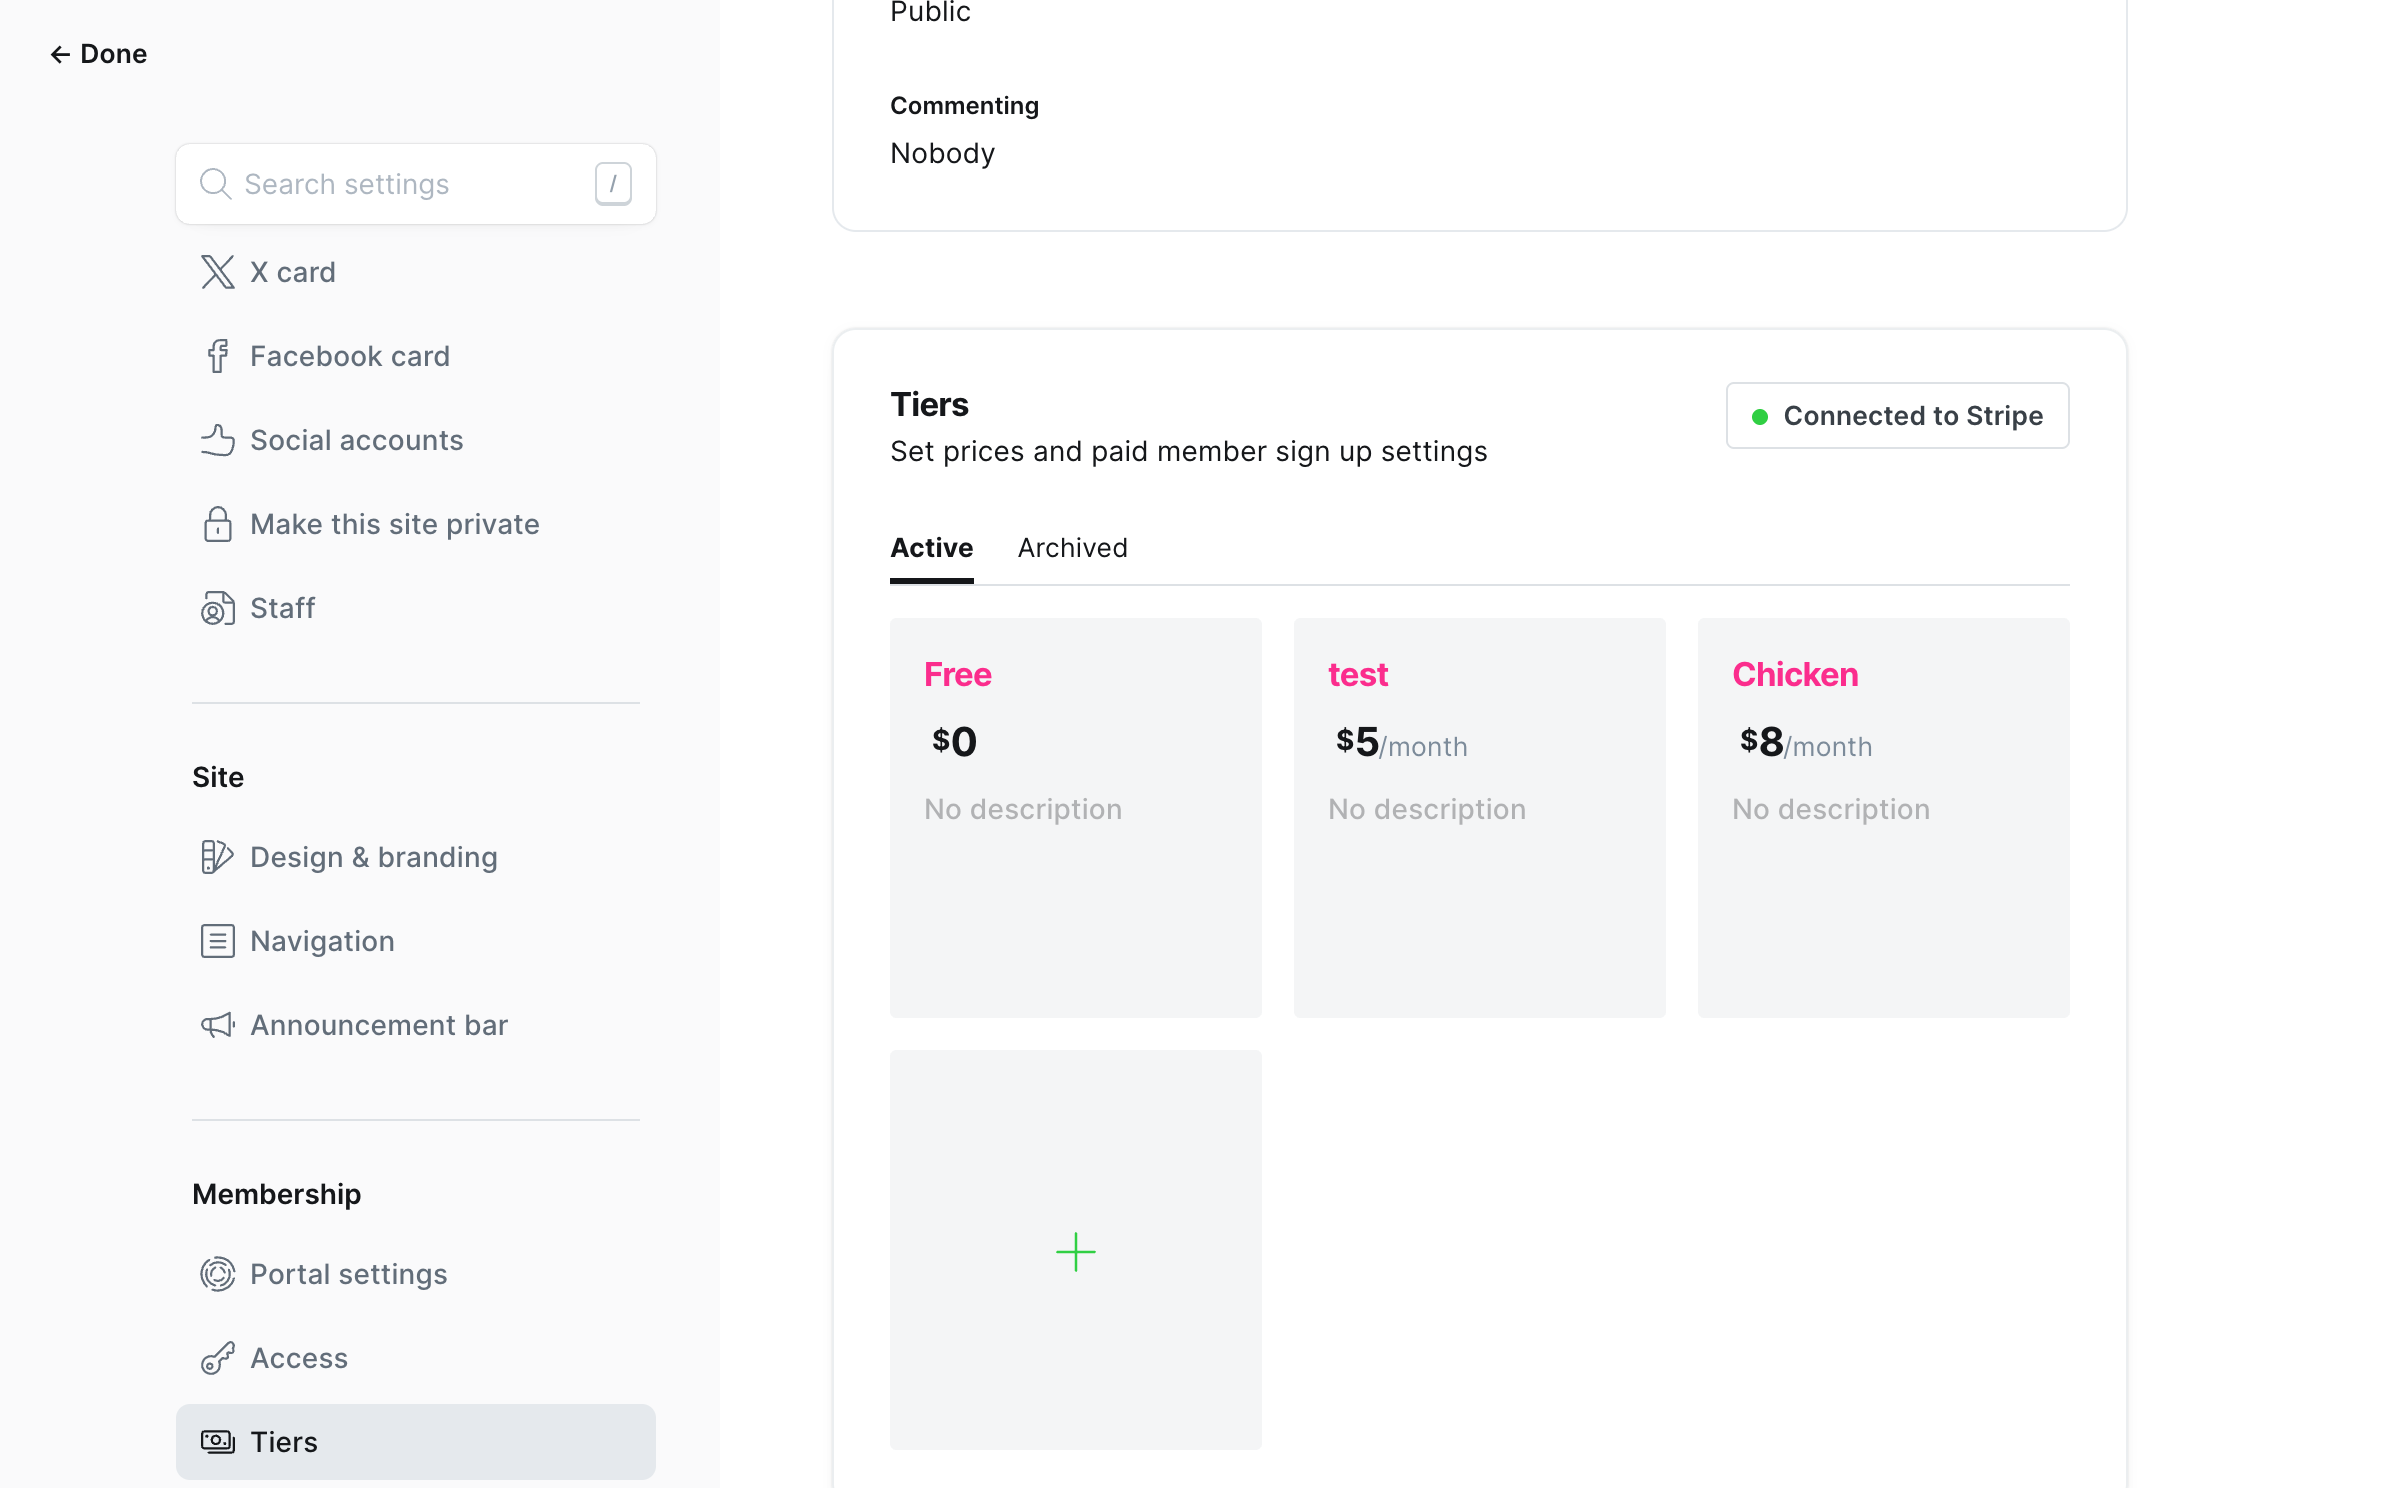 ← Done
Search settings /
X card
Facebook card
Social accounts
Make this site private
Staff
Site
Design & branding
Navigation
Announcement bar
Membership
Portal settings
Access
Tiers
Public
Commenting
Nobody
Tiers
Connected to Stripe
Set prices and paid member sign up settings
Active Archived
Free
$0
No description
test
$5/month
No description
Chicken
$8/month
No description